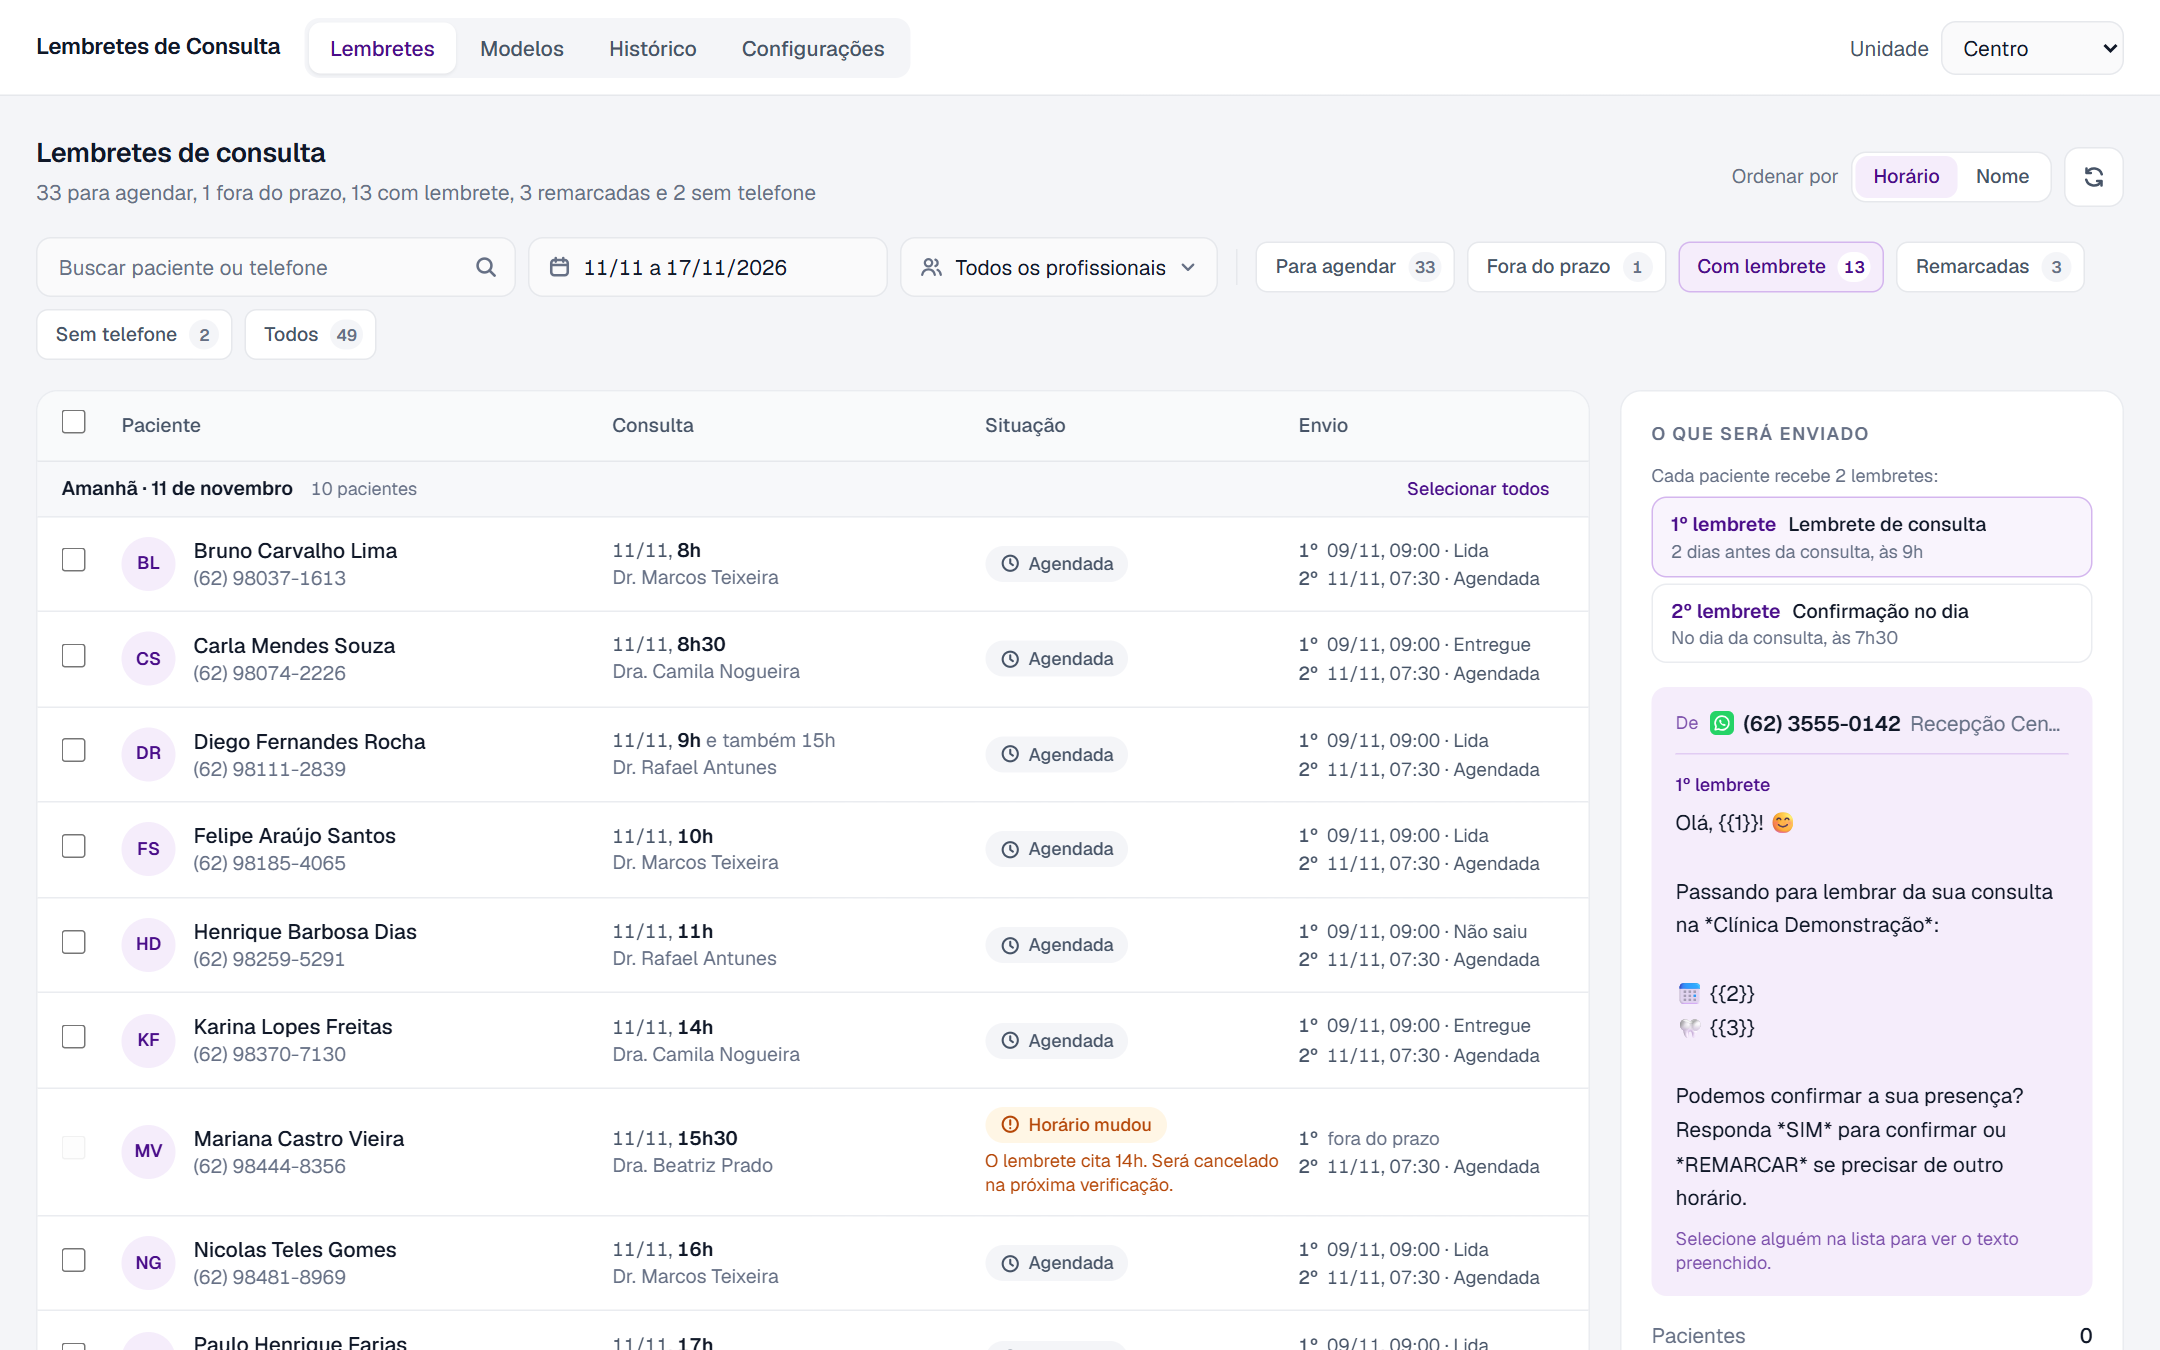 Lembretes de Consulta
Lembretes
Modelos
Histórico
Configurações
Unidade
Centro
Lembretes de consulta
33 para agendar, 1 fora do prazo, 13 com lembrete, 3 remarcadas e 2 sem telefone
Ordenar por
Horário
Nome
Buscar paciente ou telefone
11/11 a 17/11/2026
Todos os profissionais
Para agendar 33
Fora do prazo 1
Com lembrete 13
Remarcadas 3
Sem telefone 2
Todos 49
Paciente
Consulta
Situação
Envio
Amanhã · 11 de novembro 10 pacientes
Selecionar todos
BL
Bruno Carvalho Lima
(62) 98037-1613
11/11, 8h
Dr. Marcos Teixeira
Agendada
1º 09/11, 09:00 · Lida
2º 11/11, 07:30 · Agendada
CS
Carla Mendes Souza
(62) 98074-2226
11/11, 8h30
Dra. Camila Nogueira
Agendada
1º 09/11, 09:00 · Entregue
2º 11/11, 07:30 · Agendada
DR
Diego Fernandes Rocha
(62) 98111-2839
11/11, 9h e também 15h
Dr. Rafael Antunes
Agendada
1º 09/11, 09:00 · Lida
2º 11/11, 07:30 · Agendada
FS
Felipe Araújo Santos
(62) 98185-4065
11/11, 10h
Dr. Marcos Teixeira
Agendada
1º 09/11, 09:00 · Lida
2º 11/11, 07:30 · Agendada
HD
Henrique Barbosa Dias
(62) 98259-5291
11/11, 11h
Dr. Rafael Antunes
Agendada
1º 09/11, 09:00 · Não saiu
2º 11/11, 07:30 · Agendada
KF
Karina Lopes Freitas
(62) 98370-7130
11/11, 14h
Dra. Camila Nogueira
Agendada
1º 09/11, 09:00 · Entregue
2º 11/11, 07:30 · Agendada
MV
Mariana Castro Vieira
(62) 98444-8356
11/11, 15h30
Dra. Beatriz Prado
Horário mudou
O lembrete cita 14h. Será cancelado
na próxima verificação.
1º fora do prazo
2º 11/11, 07:30 · Agendada
NG
Nicolas Teles Gomes
(62) 98481-8969
11/11, 16h
Dr. Marcos Teixeira
Agendada
1º 09/11, 09:00 · Lida
2º 11/11, 07:30 · Agendada
Paulo Henrique Farias
11/11, 17h
1º 09/11, 09:00 · Lida
O QUE SERÁ ENVIADO
Cada paciente recebe 2 lembretes:
1º lembrete Lembrete de consulta
2 dias antes da consulta, às 9h
2º lembrete Confirmação no dia
No dia da consulta, às 7h30
De (62) 3555-0142 Recepção Cen...
1º lembrete
Olá, {{1}}! 😊
Passando para lembrar da sua consulta
na *Clínica Demonstração*:
📅 {{2}}
🦷 {{3}}
Podemos confirmar a sua presença?
Responda *SIM* para confirmar ou
*REMARCAR* se precisar de outro
horário.
Selecione alguém na lista para ver o texto
preenchido.
Pacientes 0